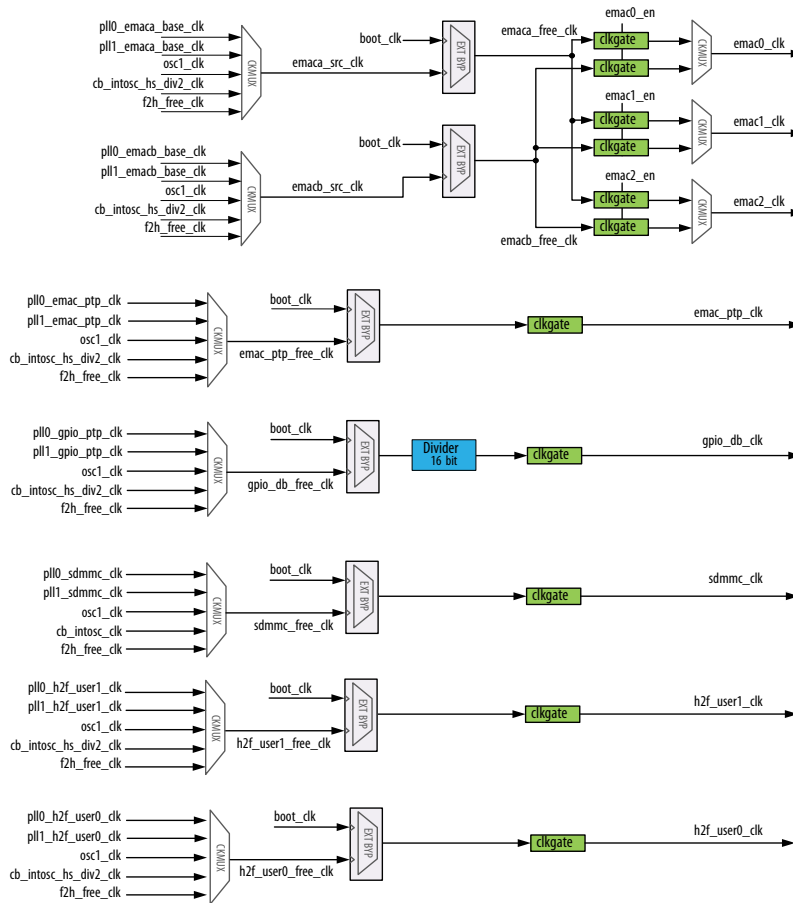 emac0_en
pll0_emaca_base_clk
pll1_emaca_base_clk
osc1_clk
cb_intosc_hs_div2_clk
f2h_free_clk
CKMUX
emaca_src_clk
boot_clk
EXT BYP
emaca_free_clk
clkgate
clkgate
CKMUX
emac0_clk
emac1_en
clkgate
clkgate
CKMUX
emac1_clk
pll0_emacb_base_clk
pll1_emacb_base_clk
osc1_clk
cb_intosc_hs_div2_clk
f2h_free_clk
CKMUX
emacb_src_clk
boot_clk
EXT BYP
emacb_free_clk
emac2_en
clkgate
clkgate
CKMUX
emac2_clk
pll0_emac_ptp_clk
pll1_emac_ptp_clk
osc1_clk
cb_intosc_hs_div2_clk
f2h_free_clk
CKMUX
emac_ptp_free_clk
boot_clk
EXT BYP
clkgate
emac_ptp_clk
pll0_gpio_ptp_clk
pll1_gpio_ptp_clk
osc1_clk
cb_intosc_hs_div2_clk
f2h_free_clk
CKMUX
gpio_db_free_clk
boot_clk
EXT BYP
Divider
16 bit
clkgate
gpio_db_clk
pll0_sdmmc_clk
pll1_sdmmc_clk
osc1_clk
cb_intosc_clk
f2h_free_clk
CKMUX
sdmmc_free_clk
boot_clk
EXT BYP
clkgate
sdmmc_clk
pll0_h2f_user1_clk
pll1_h2f_user1_clk
osc1_clk
cb_intosc_hs_div2_clk
f2h_free_clk
CKMUX
h2f_user1_free_clk
boot_clk
EXT BYP
clkgate
h2f_user1_clk
pll0_h2f_user0_clk
pll1_h2f_user0_clk
osc1_clk
cb_intosc_hs_div2_clk
f2h_free_clk
CKMUX
h2f_user0_free_clk
boot_clk
EXT BYP
clkgate
h2f_user0_clk